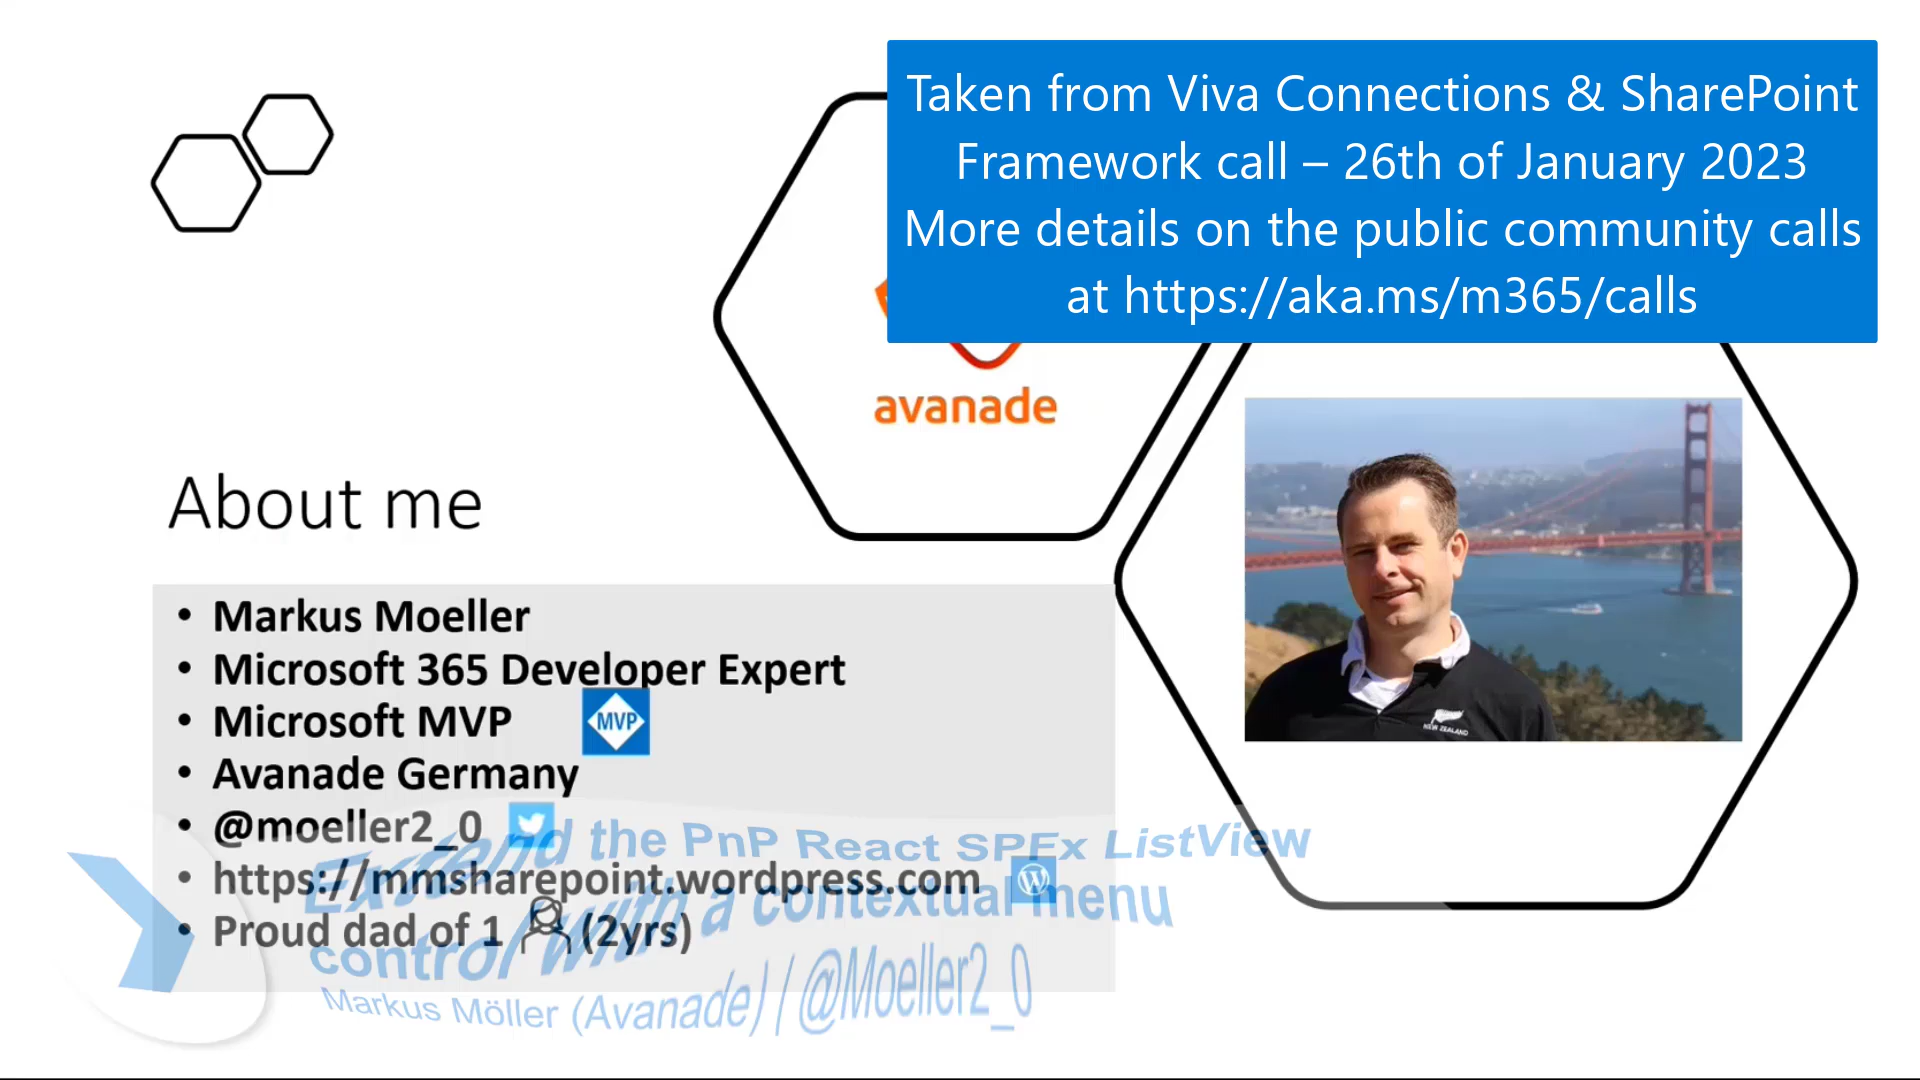 Taken from Viva Connections & SharePoint
Framework call – 26th of January 2023
More details on the public community calls
at https://aka.ms/m365/calls
avanade
NEW ZEALAND
About me
• Markus Moeller
• Microsoft 365 Developer Expert
• Microsoft MVP
MVP
• Avanade Germany
• @moeller2_0
• https://mmsharepoint.wordpress.com
• Proud dad of 1 (2yrs)
Extend the PnP React SPFx ListView
control with a contextual menu
Markus Möller (Avanade) | @Moeller2_0